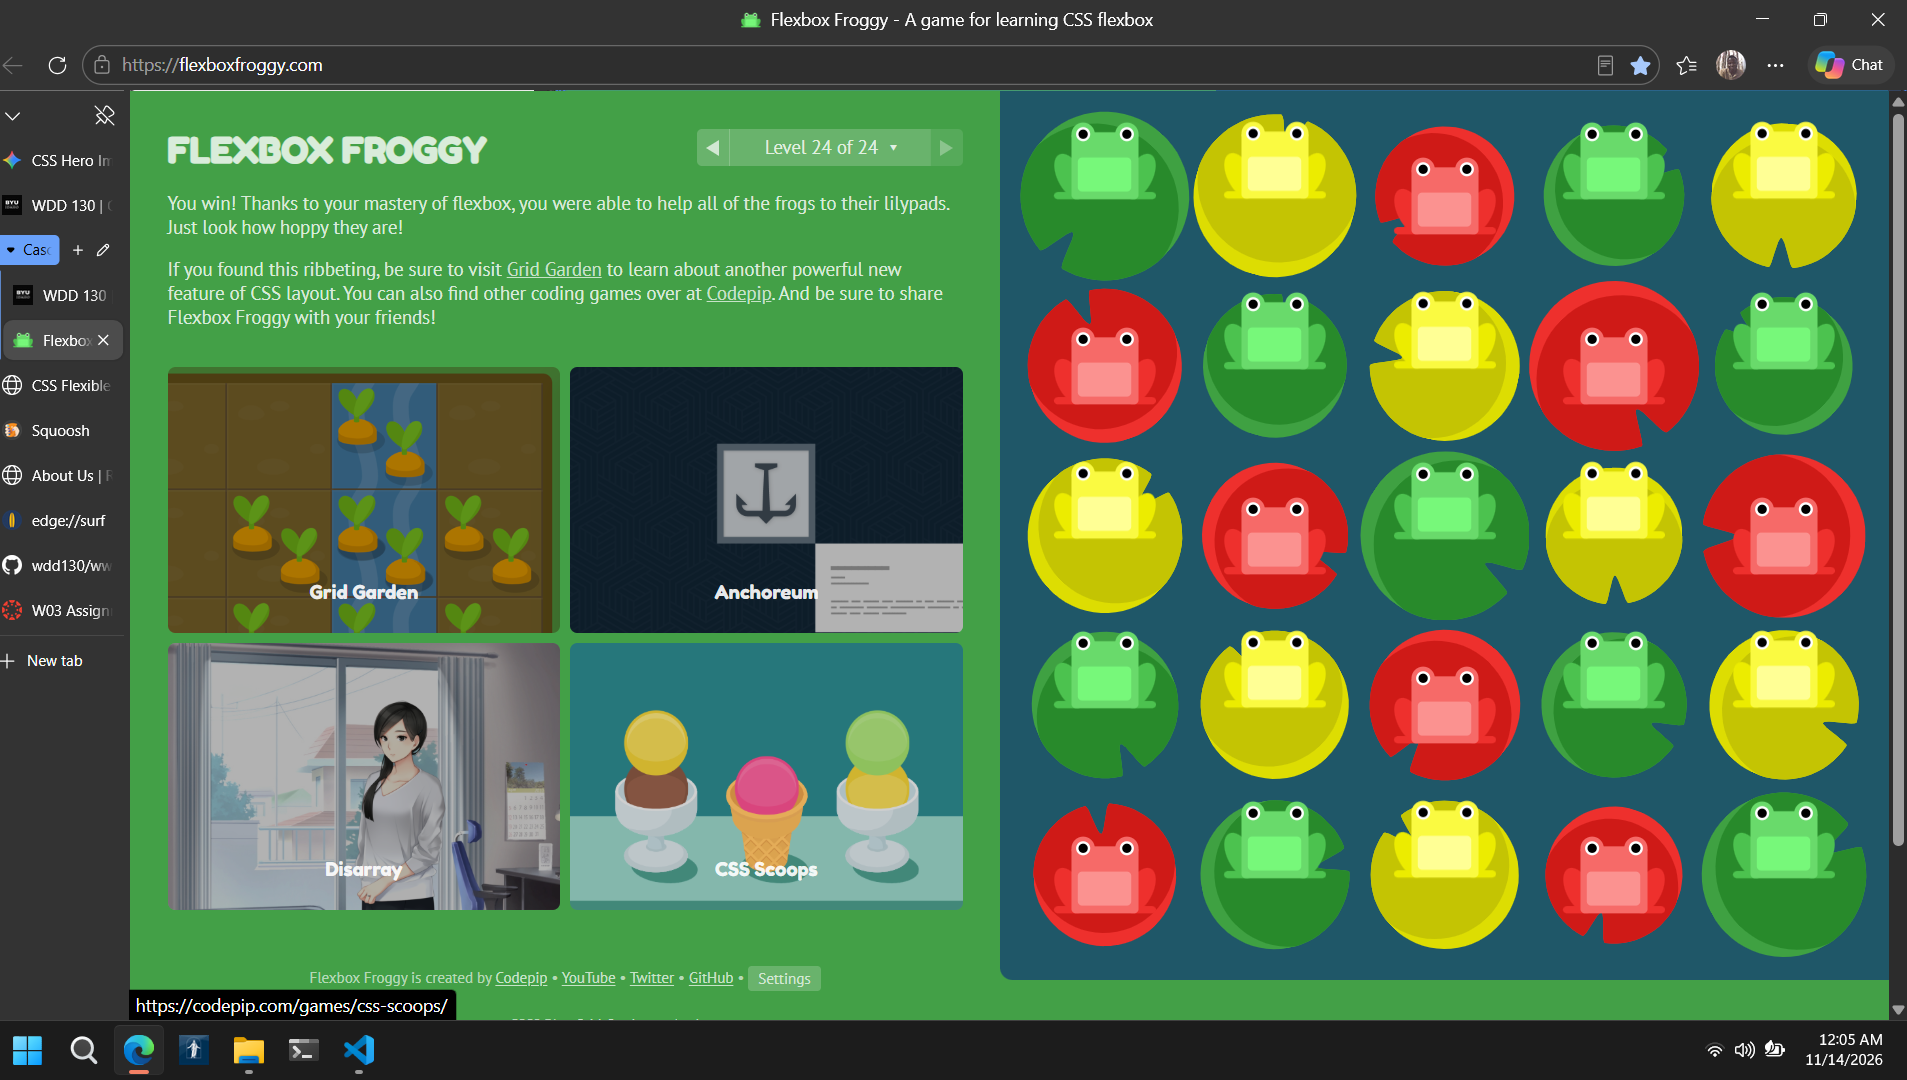 Flexbox Froggy - A game for learning CSS flexbox
https://flexboxfroggy.com
Chat
CSS Hero Im
WDD 130 |
Casc
WDD 130
Flexbox
CSS Flexible
Squoosh
About Us |
edge://surf
wdd130/ww
W03 Assign
New tab
FLEXBOX FROGGY
Level 24 of 24
You win! Thanks to your mastery of flexbox, you were able to help all of the frogs to their lilypads.
Just look how hoppy they are!
If you found this ribbeting, be sure to visit Grid Garden to learn about another powerful new
feature of CSS layout. You can also find other coding games over at Codepip. And be sure to share
Flexbox Froggy with your friends!
Grid Garden
Anchoreum
Disarray
CSS Scoops
Flexbox Froggy is created by Codepip • YouTube • Twitter • GitHub • Settings
https://codepip.com/games/css-scoops/
12:05 AM
11/14/2026